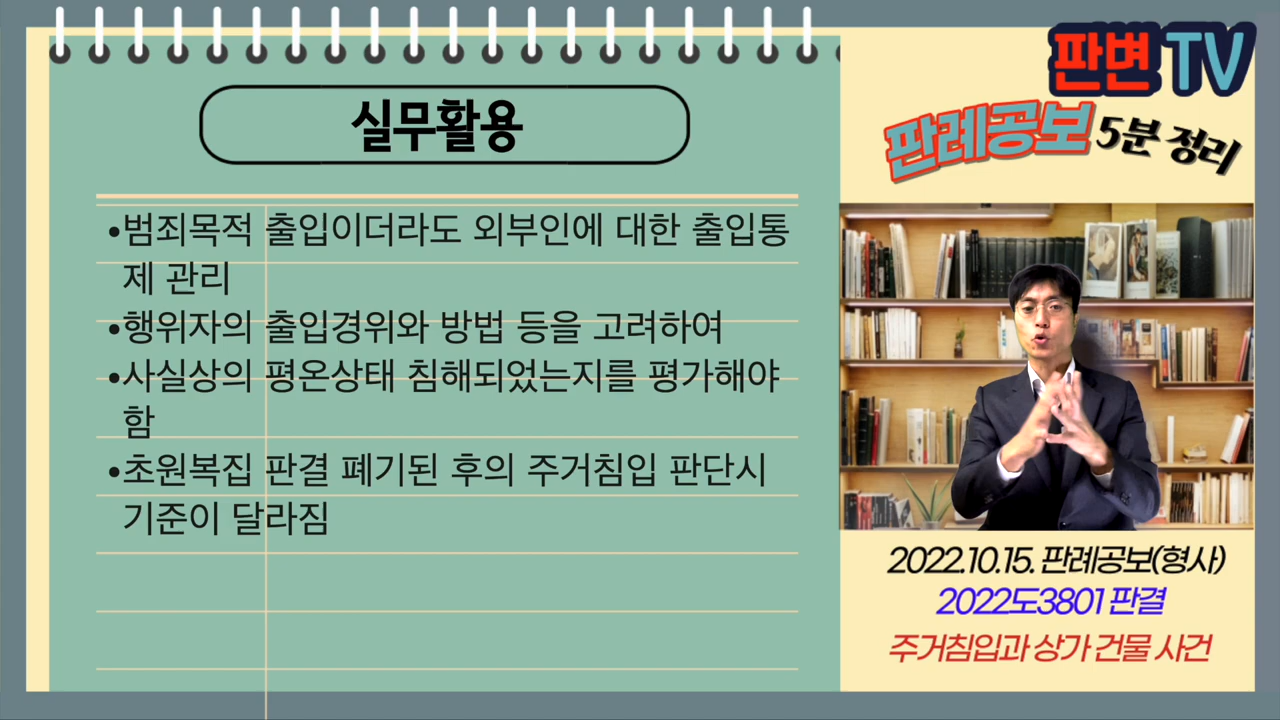 실무활용
•범죄목적 출입이더라도 외부인에 대한 출입통
제 관리
•행위자의 출입경위와 방법 등을 고려하여
•사실상의 평온상태 침해되었는지를 평가해야
함
•초원복집 판결 폐기된 후의 주거침입 판단시
기준이 달라짐
판변 TV
판례공보 5분 정리
2022.10.15. 판례공보(형사)
2022도3801 판결
주거침입과 상가 건물 사건